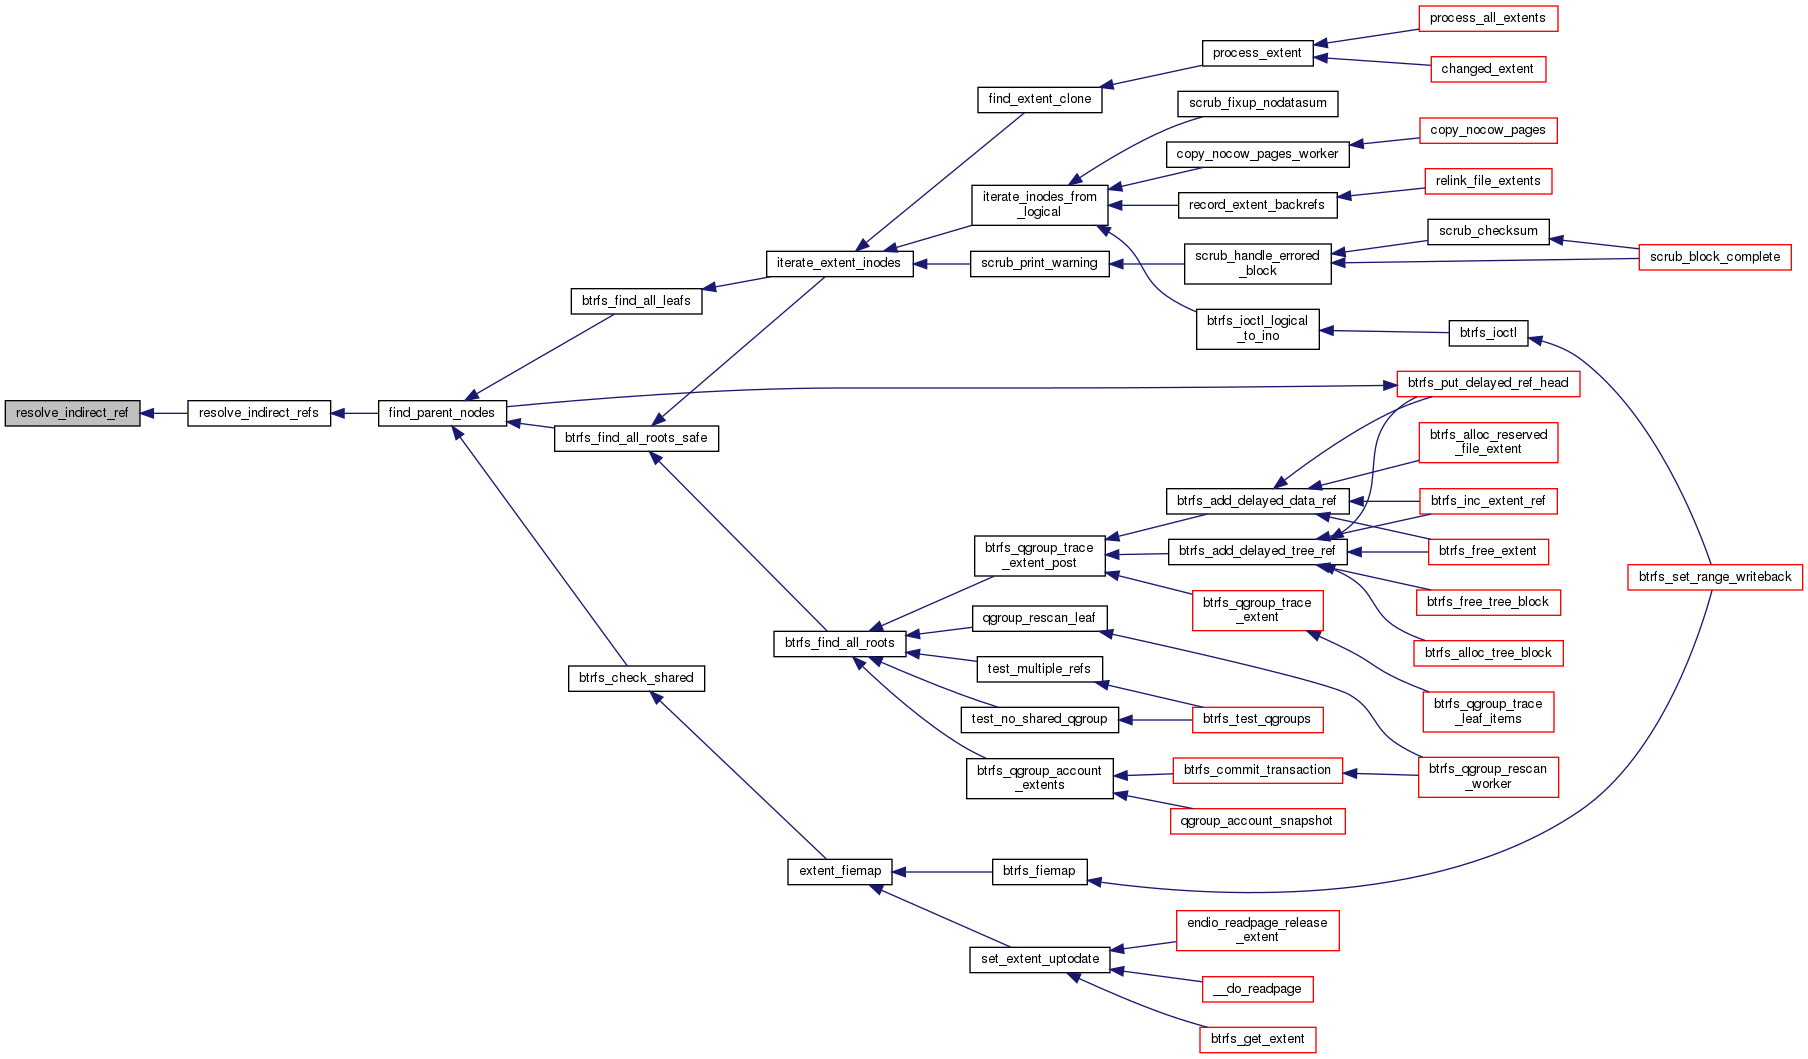 process_all_extents
process_extent
changed_extent
find_extent_clone
scrub_fixup_nodatasum
copy_nocow_pages
copy_nocow_pages_worker
relink_file_extents
iterate_inodes_from
_logical
record_extent_backrefs
scrub_checksum
iterate_extent_inodes
scrub_print_warning
scrub_handle_errored
_block
scrub_block_complete
btrfs_find_all_leafs
btrfs_ioctl_logical
_to_ino
btrfs_ioctl
btrfs_put_delayed_ref_head
resolve_indirect_ref
resolve_indirect_refs
find_parent_nodes
btrfs_find_all_roots_safe
btrfs_alloc_reserved
_file_extent
btrfs_add_delayed_data_ref
btrfs_inc_extent_ref
btrfs_qgroup_trace
_extent_post
btrfs_add_delayed_tree_ref
btrfs_free_extent
btrfs_set_range_writeback
btrfs_qgroup_trace
_extent
btrfs_free_tree_block
qgroup_rescan_leaf
btrfs_find_all_roots
btrfs_alloc_tree_block
test_multiple_refs
btrfs_check_shared
btrfs_qgroup_trace
_leaf_items
test_no_shared_qgroup
btrfs_test_qgroups
btrfs_qgroup_account
_extents
btrfs_commit_transaction
btrfs_qgroup_rescan
_worker
qgroup_account_snapshot
extent_fiemap
btrfs_fiemap
endio_readpage_release
_extent
set_extent_uptodate
__do_readpage
btrfs_get_extent